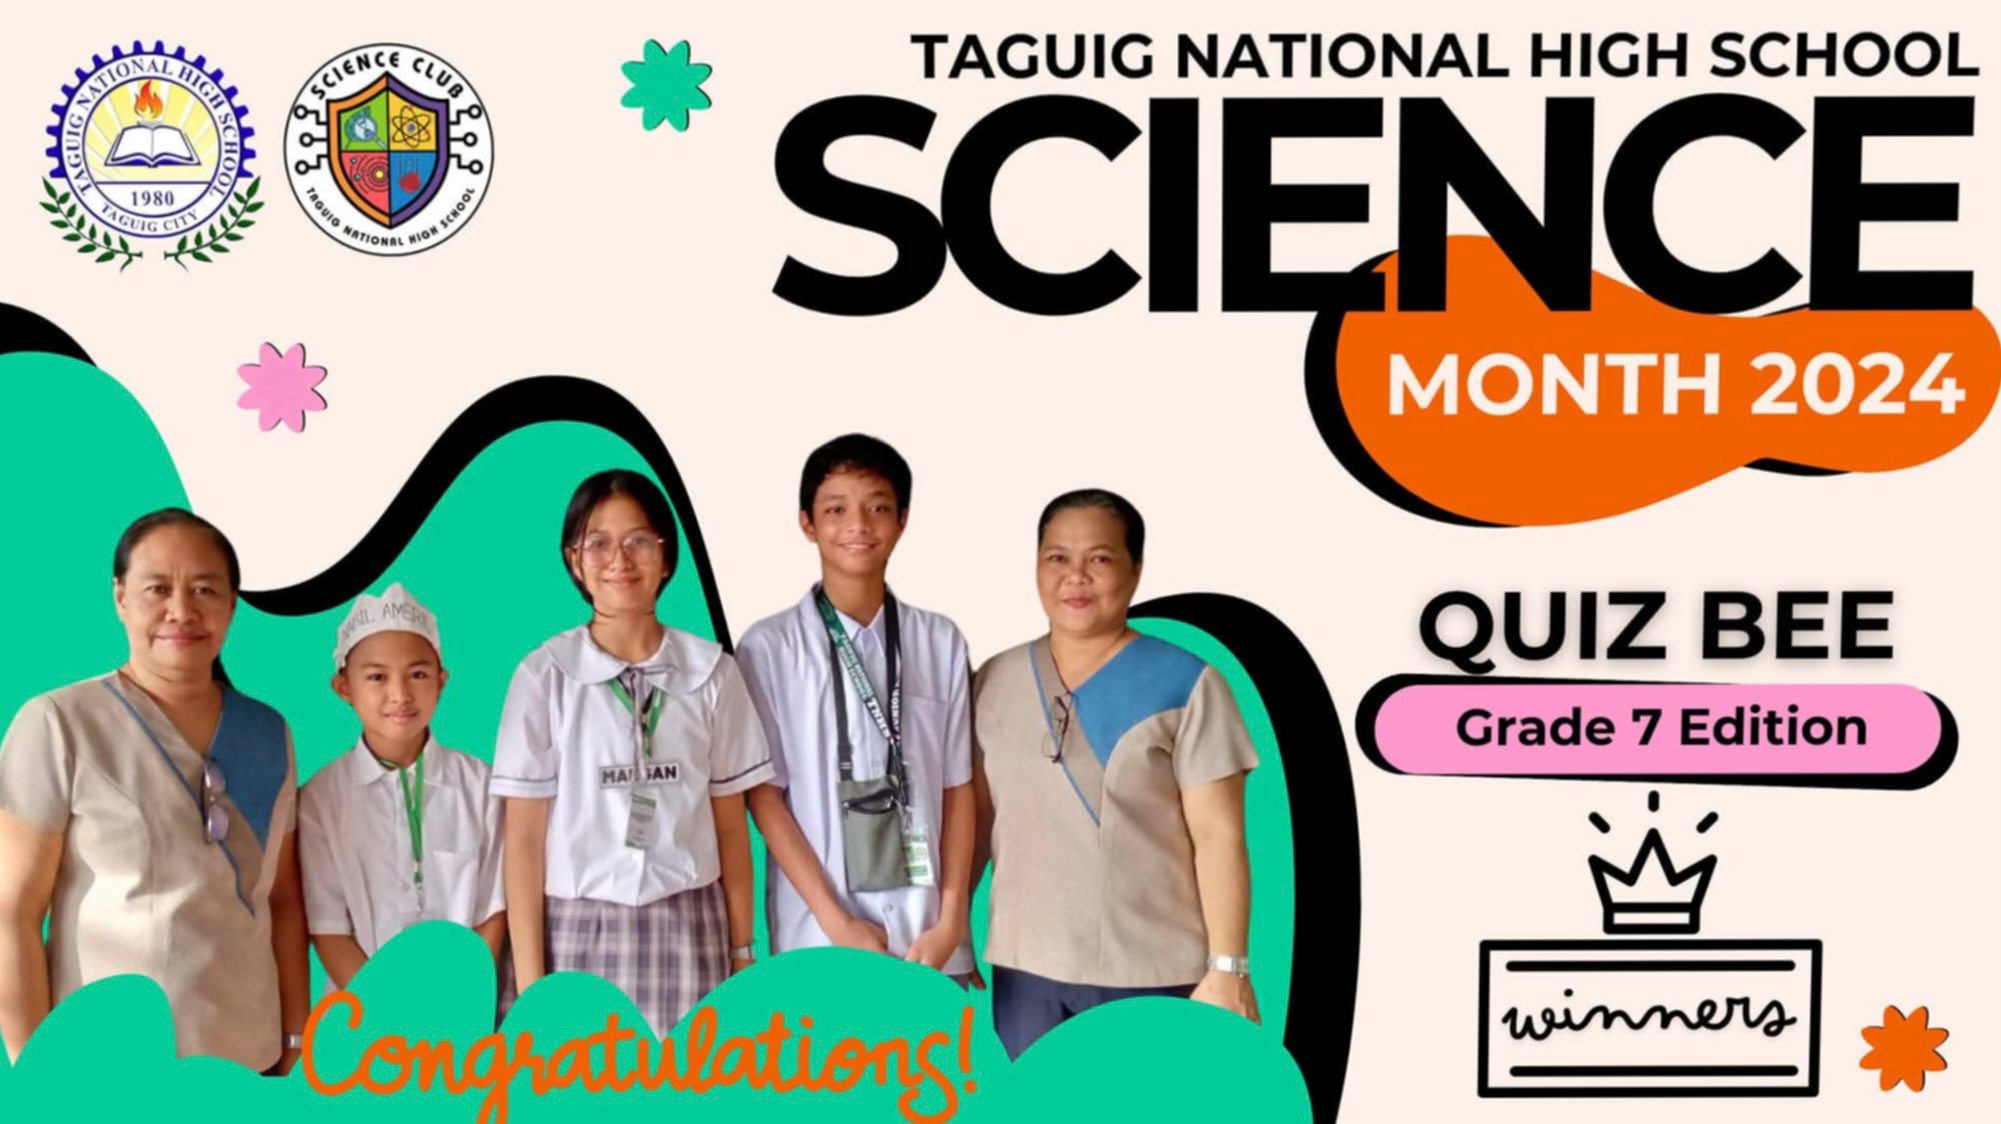 TAGUIG NATIONAL HIGH SCHOOL
1980
TAGUIG CITY
SCIENCE CLUB
TAGUIG NATIONAL HIGH SCHOOL
TAGUIG NATIONAL HIGH SCHOOL
SCIENCE
MONTH 2024
QUIZ BEE
Grade 7 Edition
winners
Congratulations!